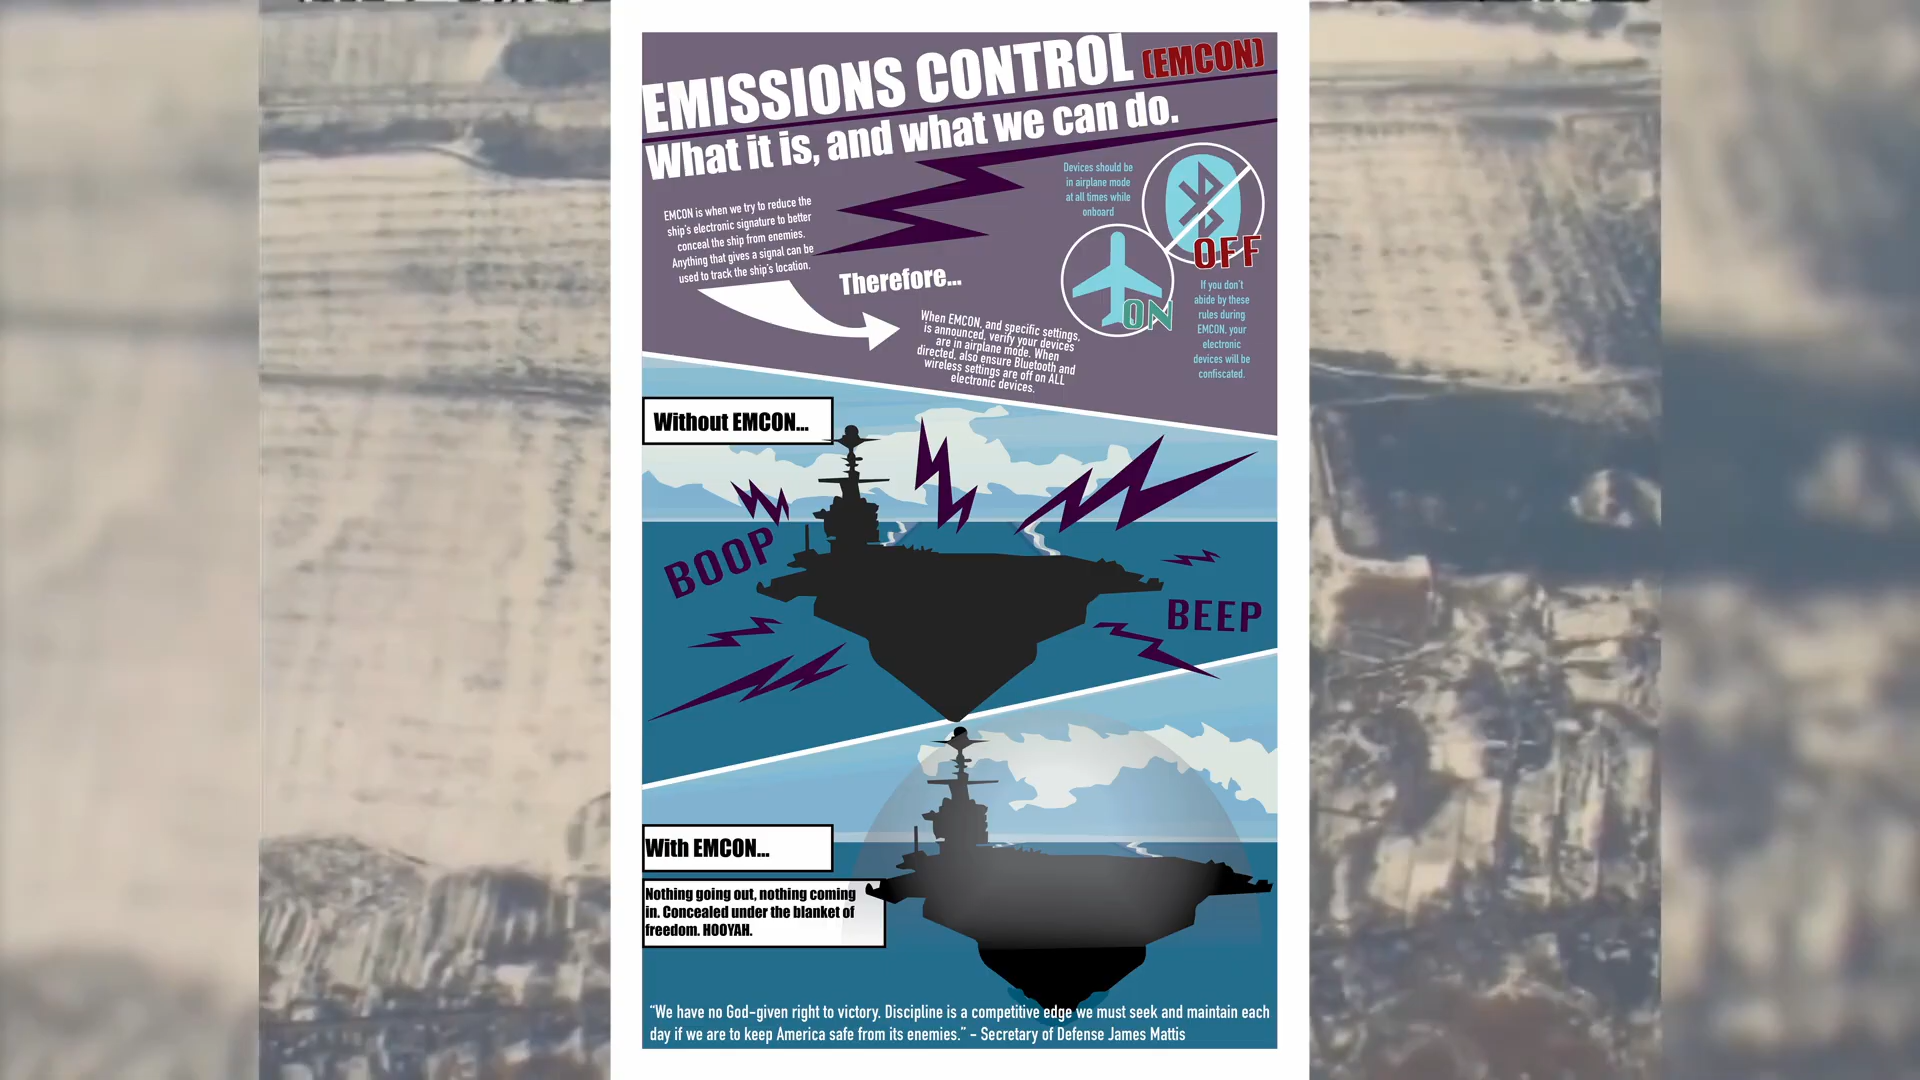 EMISSIONS CONTROL (EMCON)
What it is, and what we can do.
EMCON is when we try to reduce the
ship's electronic signature to better
conceal the ship from enemies.
Anything that gives a signal can be
used to track the ship's location.
Therefore...
When EMCON, and specific settings,
is announced, verify your devices
are in airplane mode. When
directed, also ensure Bluetooth and
wireless settings are off on ALL
electronic devices.
Devices should be
in airplane mode
at all times while
onboard
OFF
ON
If you don't
abide by these
rules during
EMCON, your
electronic
devices will be
confiscated.
Without EMCON...
BOOP
BEEP
With EMCON...
Nothing going out, nothing coming
in. Concealed under the blanket of
freedom. HOOYAH.
"We have no God-given right to victory. Discipline is a competitive edge we must seek and maintain each
day if we are to keep America safe from its enemies." - Secretary of Defense James Mattis